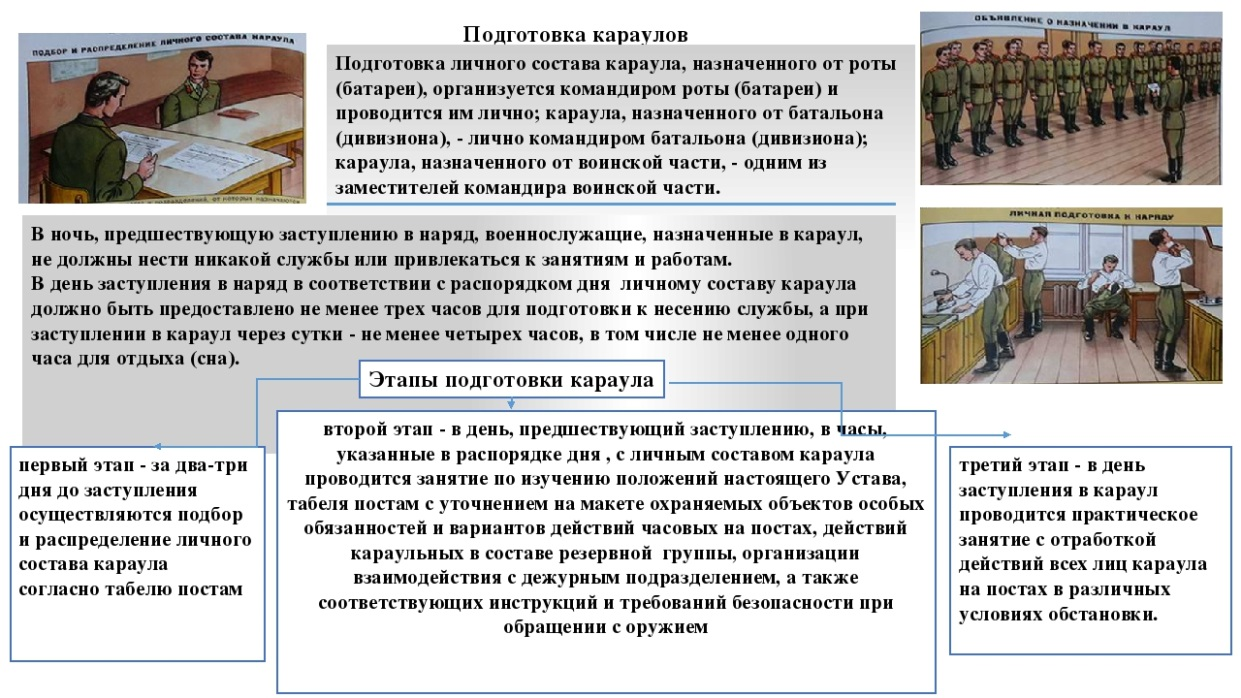 Подготовка караулов
ПОДБОР И РАСПРЕДЕЛЕНИЕ ЛИЧНОГО СОСТАВА КАРАУЛА
Подготовка личного состава караула, назначенного от роты
(батареи), организуется командиром роты (батареи) и
проводится им лично; караула, назначенного от батальона
(дивизиона), - лично командиром батальона (дивизиона);
караула, назначенного от воинской части, - одним из
заместителей командира воинской части.
ОБЪЯВЛЕНИЕ О НАЗНАЧЕНИИ В КАРАУЛ
ЛИЧНАЯ ПОДГОТОВКА К НАРЯДУ
В ночь, предшествующую заступлению в наряд, военнослужащие, назначенные в караул,
не должны нести никакой службы или привлекаться к занятиям и работам.
В день заступления в наряд в соответствии с распорядком дня личному составу караула
должно быть предоставлено не менее трех часов для подготовки к несению службы, а при
заступлении в караул через сутки - не менее четырех часов, в том числе не менее одного
часа для отдыха (сна).
Этапы подготовки караула
первый этап - за два-три
дня до заступления
осуществляются подбор
и распределение личного
состава караула
согласно табелю постам
второй этап - в день, предшествующий заступлению, в часы,
указанные в распорядке дня , с личным составом караула
проводится занятие по изучению положений настоящего Устава,
табеля постам с уточнением на макете охраняемых объектов особых
обязанностей и вариантов действий часовых на постах, действий
караульных в составе резервной группы, организации
взаимодействия с дежурным подразделением, а также
соответствующих инструкций и требований безопасности при
обращении с оружием
третий этап - в день
заступления в караул
проводится практическое
занятие с отработкой
действий всех лиц караула
на постах в различных
условиях обстановки.